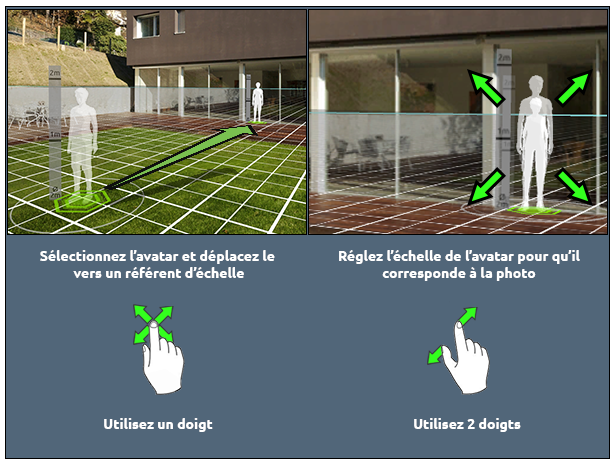 2m
1m
0
2m
1m
0
Sélectionnez l'avatar et déplacez le
vers un référent d'échelle
Réglez l'échelle de l'avatar pour qu'il
corresponde à la photo
Utilisez un doigt
Utilisez 2 doigts